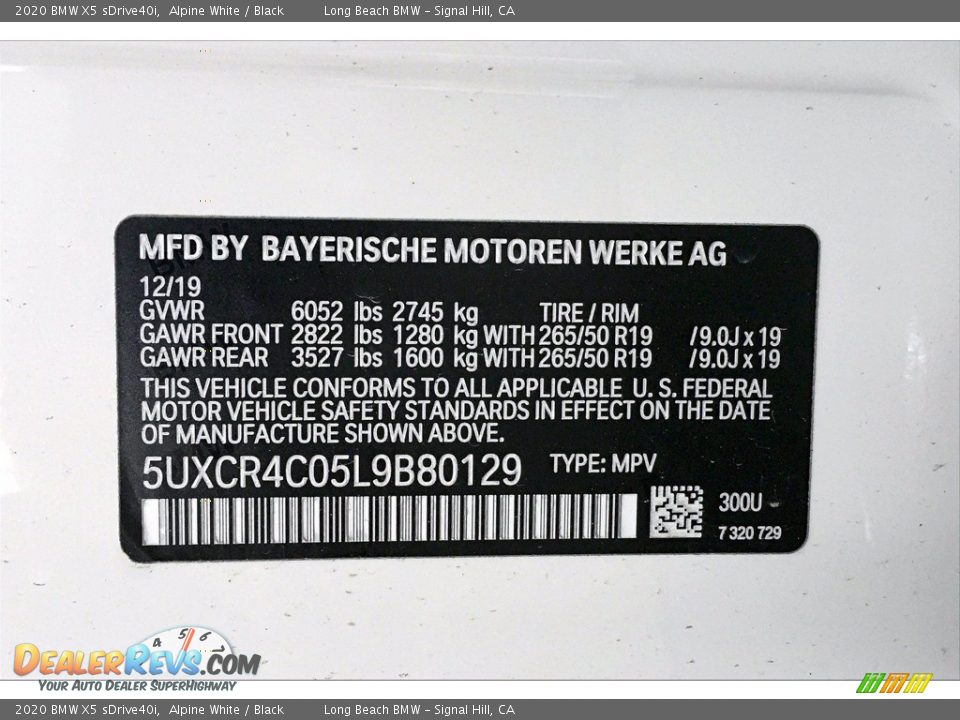 2020 BMW X5 sDrive40i, Alpine White / Black Long Beach BMW - Signal Hill, CA
MFD BY BAYERISCHE MOTOREN WERKE AG
12/19
GVWR 6052 lbs 2745 kg TIRE / RIM
GAWR FRONT 2822 lbs 1280 kg WITH 265/50 R19 /9.0J x 19
GAWR REAR 3527 lbs 1600 kg WITH 265/50 R19 /9.0J x 19
THIS VEHICLE CONFORMS TO ALL APPLICABLE U. S. FEDERAL
MOTOR VEHICLE SAFETY STANDARDS IN EFFECT ON THE DATE
OF MANUFACTURE SHOWN ABOVE.
5UXCR4C05L9B80129 TYPE: MPV
300U
7 320 729
4 5 6 7
DEALERREVS.COM
YOUR AUTO DEALER SUPERHIGHWAY
2020 BMW X5 sDrive40i, Alpine White / Black Long Beach BMW - Signal Hill, CA